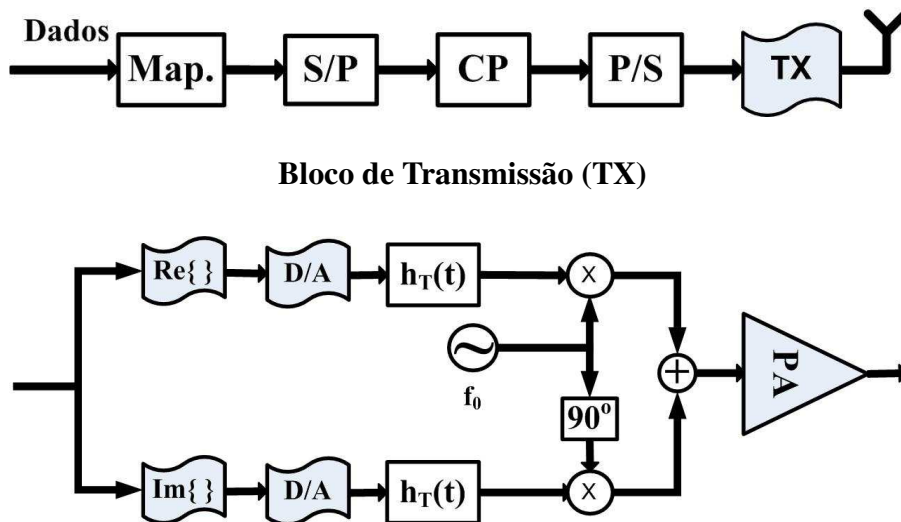 Dados
Map.
S/P
CP
P/S
TX
Bloco de Transmissão (TX)
Re{ }
D/A
h_T(t)
X
f_0
+
PA
90º
Im{ }
D/A
h_T(t)
X